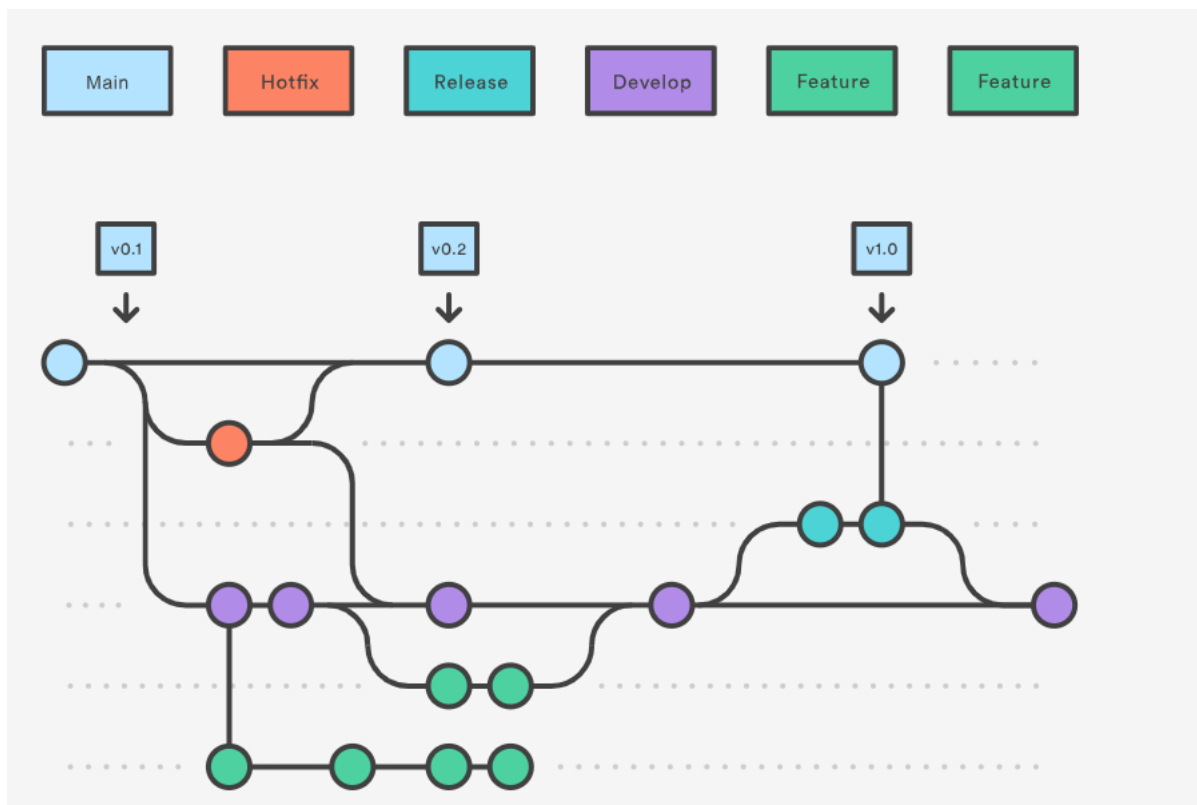 Main
Hotfix
Release
Develop
Feature
Feature
v0.1
v0.2
v1.0